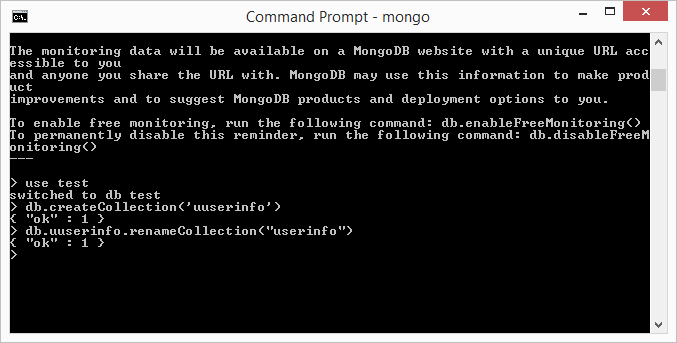 Command Prompt - mongo
The monitoring data will be available on a MongoDB website with a unique URL acc
essible to you
and anyone you share the URL with. MongoDB may use this information to make prod
uct
improvements and to suggest MongoDB products and deployment options to you.
To enable free monitoring, run the following command: db.enableFreeMonitoring()
To permanently disable this reminder, run the following command: db.disableFreeM
onitoring()
---
> use test
switched to db test
> db.createCollection('uuserinfo')
{ "ok" : 1 }
> db.uuserinfo.renameCollection("userinfo")
{ "ok" : 1 }
>